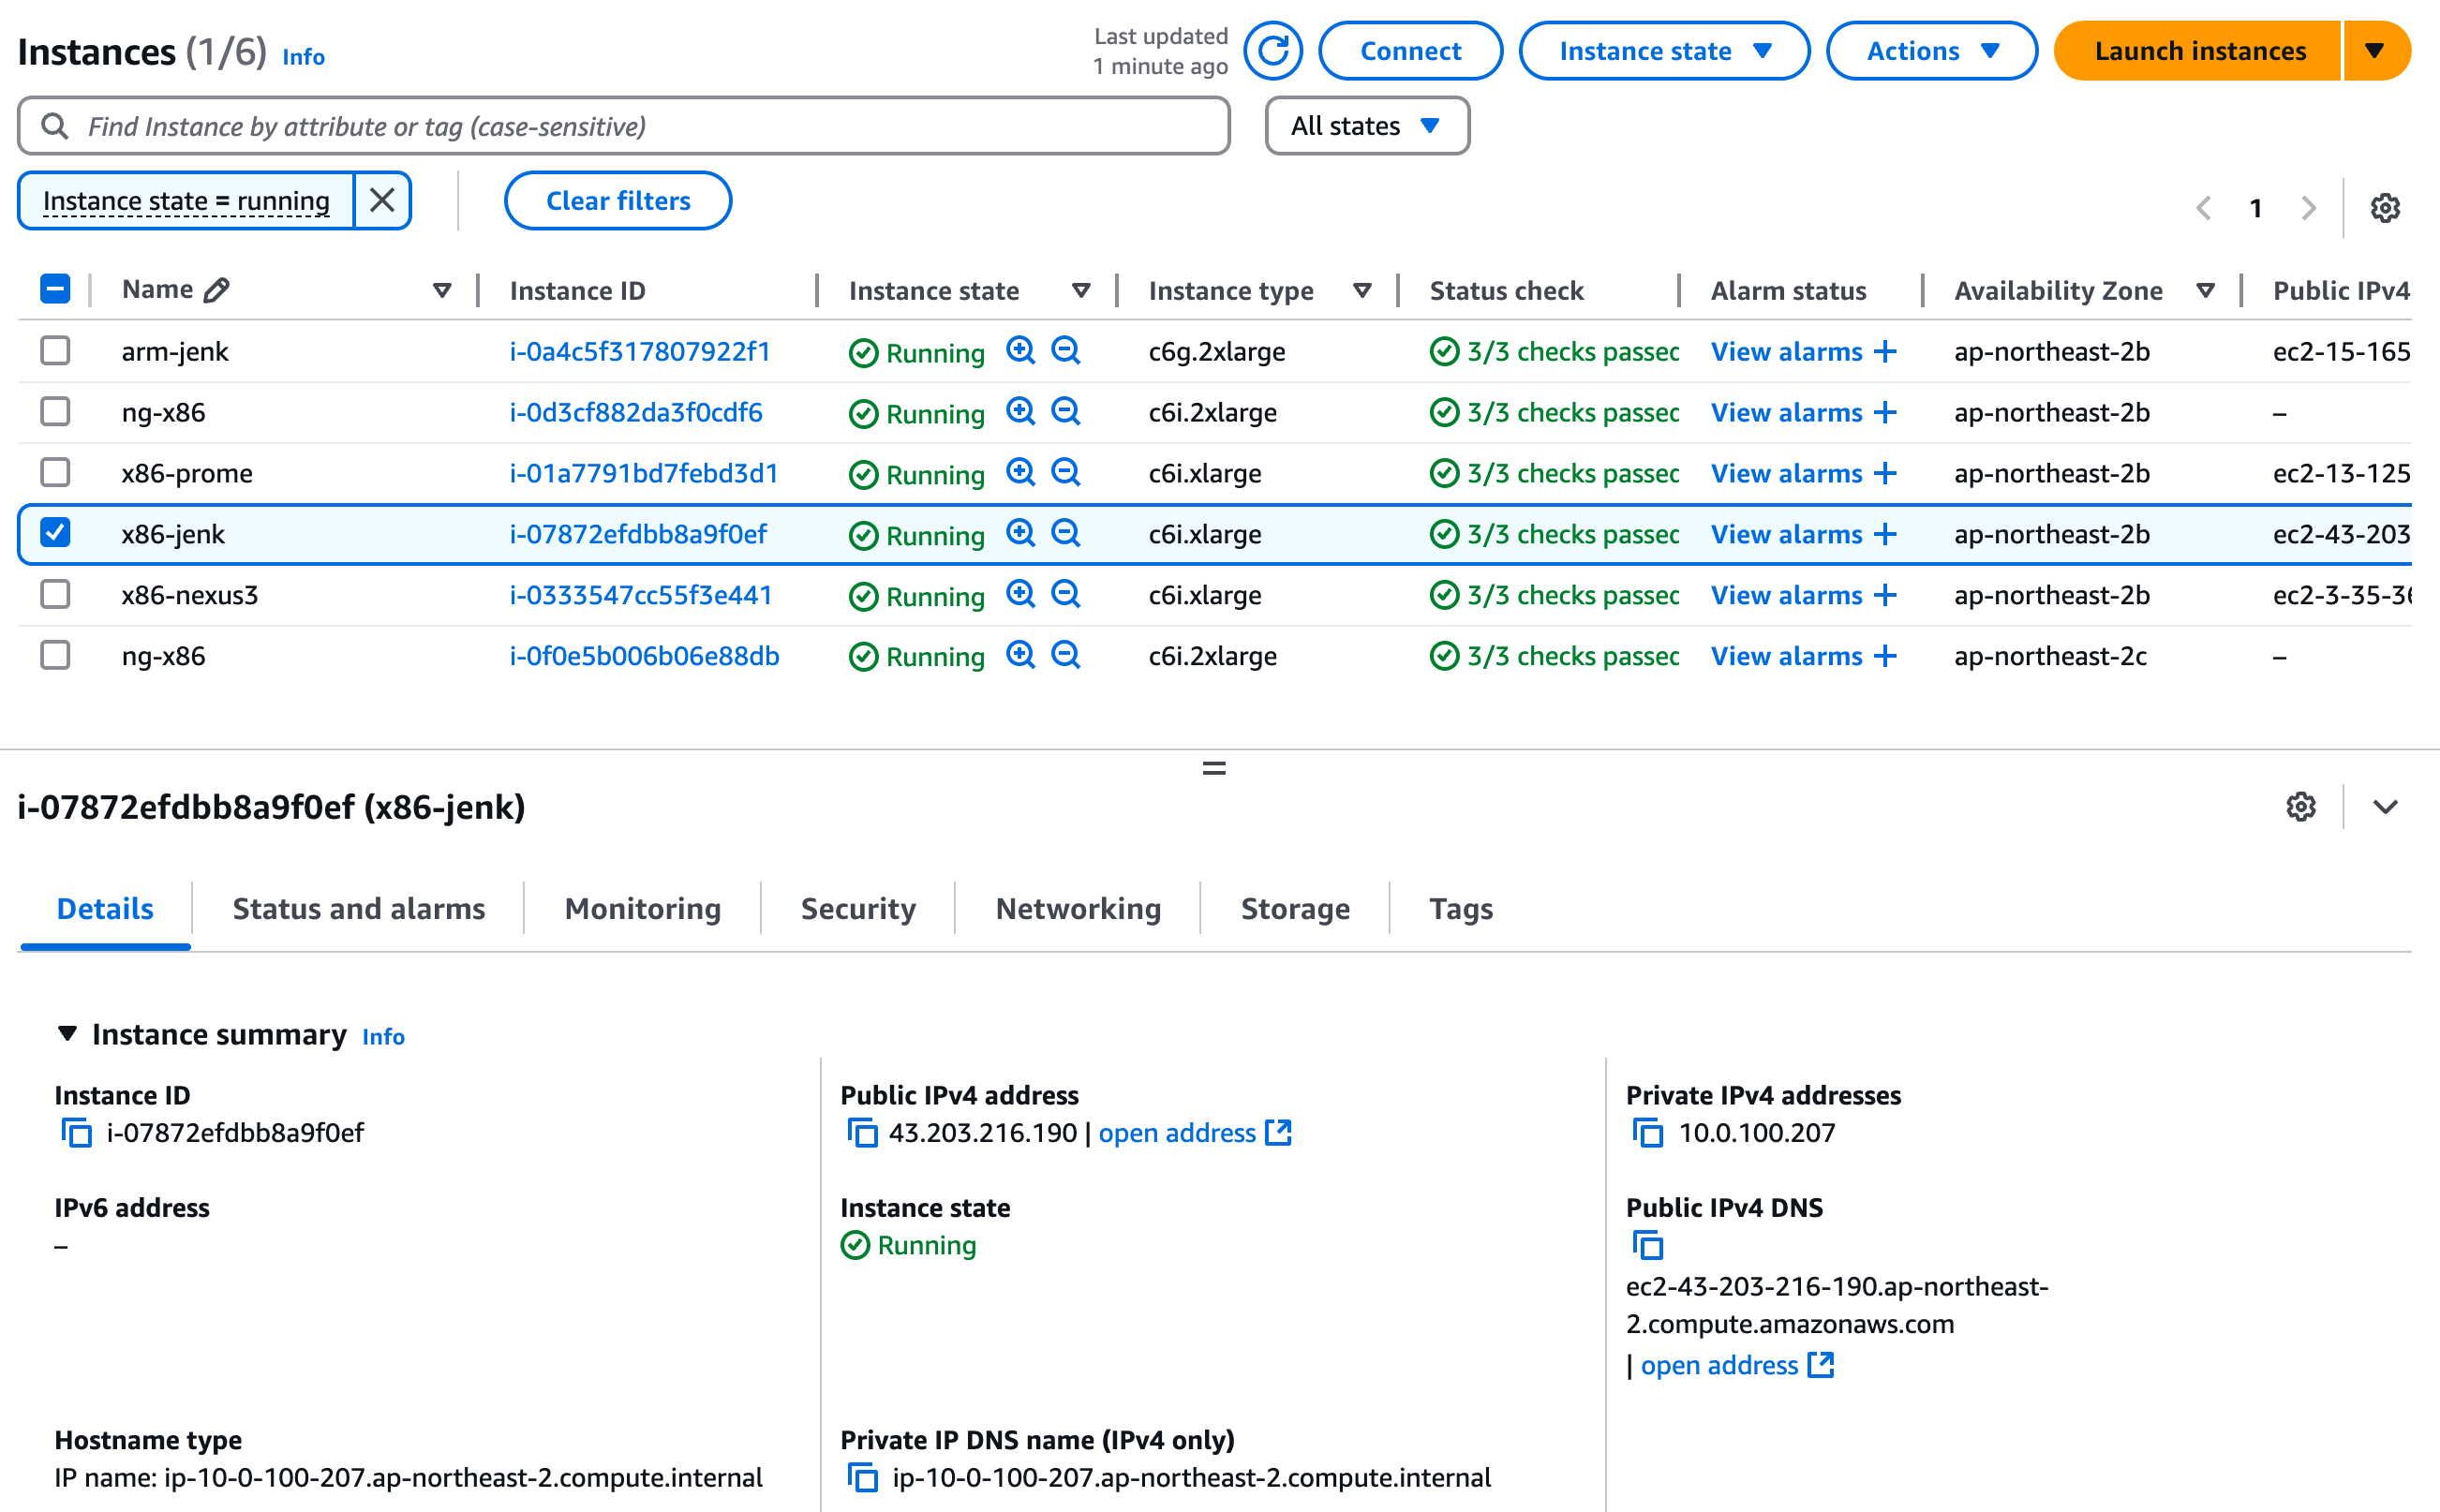 Instances (1/6) Info
Last updated
1 minute ago
Connect
Instance state
Actions
Launch instances
Find Instance by attribute or tag (case-sensitive)
All states
Instance state = running
Clear filters
1
Name Instance ID Instance state Instance type Status check Alarm status Availability Zone Public IPv4
arm-jenk i-0a4c5f317807922f1 Running c6g.2xlarge 3/3 checks passed View alarms + ap-northeast-2b ec2-15-165
ng-x86 i-0d3cf882da3f0cdf6 Running c6i.2xlarge 3/3 checks passed View alarms + ap-northeast-2b –
x86-prome i-01a7791bd7febd3d1 Running c6i.xlarge 3/3 checks passed View alarms + ap-northeast-2b ec2-13-125
x86-jenk i-07872efdbb8a9f0ef Running c6i.xlarge 3/3 checks passed View alarms + ap-northeast-2b ec2-43-203
x86-nexus3 i-0333547cc55f3e441 Running c6i.xlarge 3/3 checks passed View alarms + ap-northeast-2b ec2-3-35-36
ng-x86 i-0f0e5b006b06e88db Running c6i.2xlarge 3/3 checks passed View alarms + ap-northeast-2c –
i-07872efdbb8a9f0ef (x86-jenk)
Details Status and alarms Monitoring Security Networking Storage Tags
Instance summary Info
Instance ID
i-07872efdbb8a9f0ef
Public IPv4 address
43.203.216.190 | open address
Private IPv4 addresses
10.0.100.207
IPv6 address
–
Instance state
Running
Public IPv4 DNS
ec2-43-203-216-190.ap-northeast-
2.compute.amazonaws.com
| open address
Hostname type
IP name: ip-10-0-100-207.ap-northeast-2.compute.internal
Private IP DNS name (IPv4 only)
ip-10-0-100-207.ap-northeast-2.compute.internal